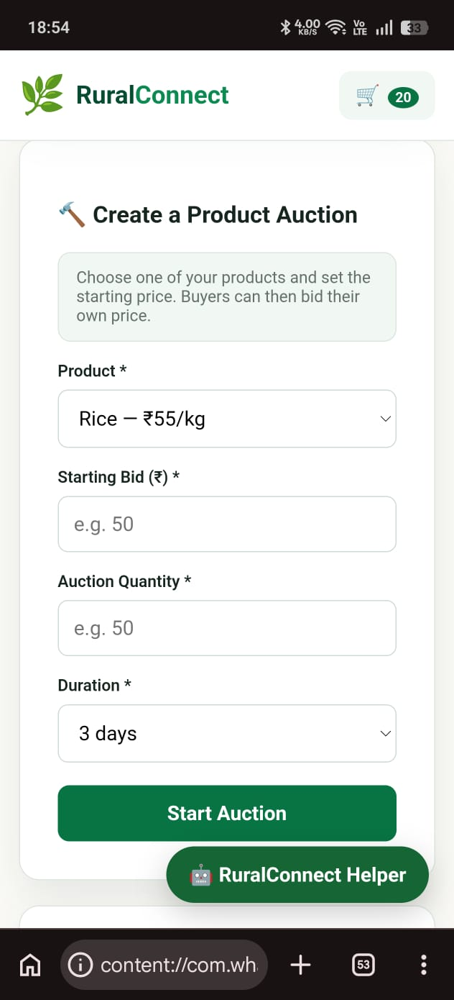 18:54
4.00
KB/S
Vo
LTE
33
RuralConnect
20
Create a Product Auction
Choose one of your products and set the
starting price. Buyers can then bid their
own price.
Product *
Rice — ₹55/kg
Starting Bid (₹) *
e.g. 50
Auction Quantity *
e.g. 50
Duration *
3 days
Start Auction
RuralConnect Helper
content://com.wh
53